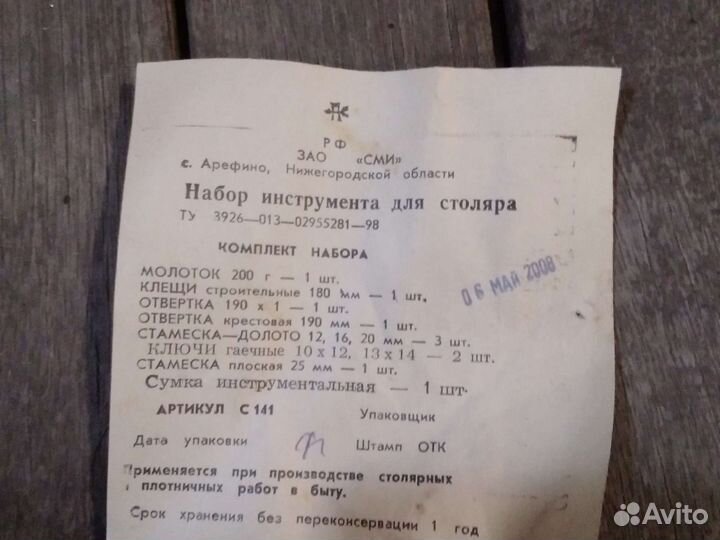 РФ
ЗАО «СМИ»
с. Арефино, Нижегородской области
Набор инструмента для столяра
ТУ 3926—013—02955281—98
КОМПЛЕКТ НАБОРА
МОЛОТОК 200 г — 1 шт.
КЛЕЩИ строительные 180 мм — 1 шт.
ОТВЕРТКА 190 х 1 — 1 шт.
ОТВЕРТКА крестовая 190 мм — 1 шт.
СТАМЕСКА—ДОЛОТО 12, 16, 20 мм — 3 шт.
КЛЮЧИ гаечные 10 х 12, 13 х 14 — 2 шт.
СТАМЕСКА плоская 25 мм — 1 шт.
Сумка инструментальная — 1 шт.
06 МАЙ 2008
АРТИКУЛ С 141 Упаковщик
Дата упаковки Штамп ОТК
Применяется при производстве столярных
плотничных работ в быту.
Срок хранения без переконсервации 1 год
Avito